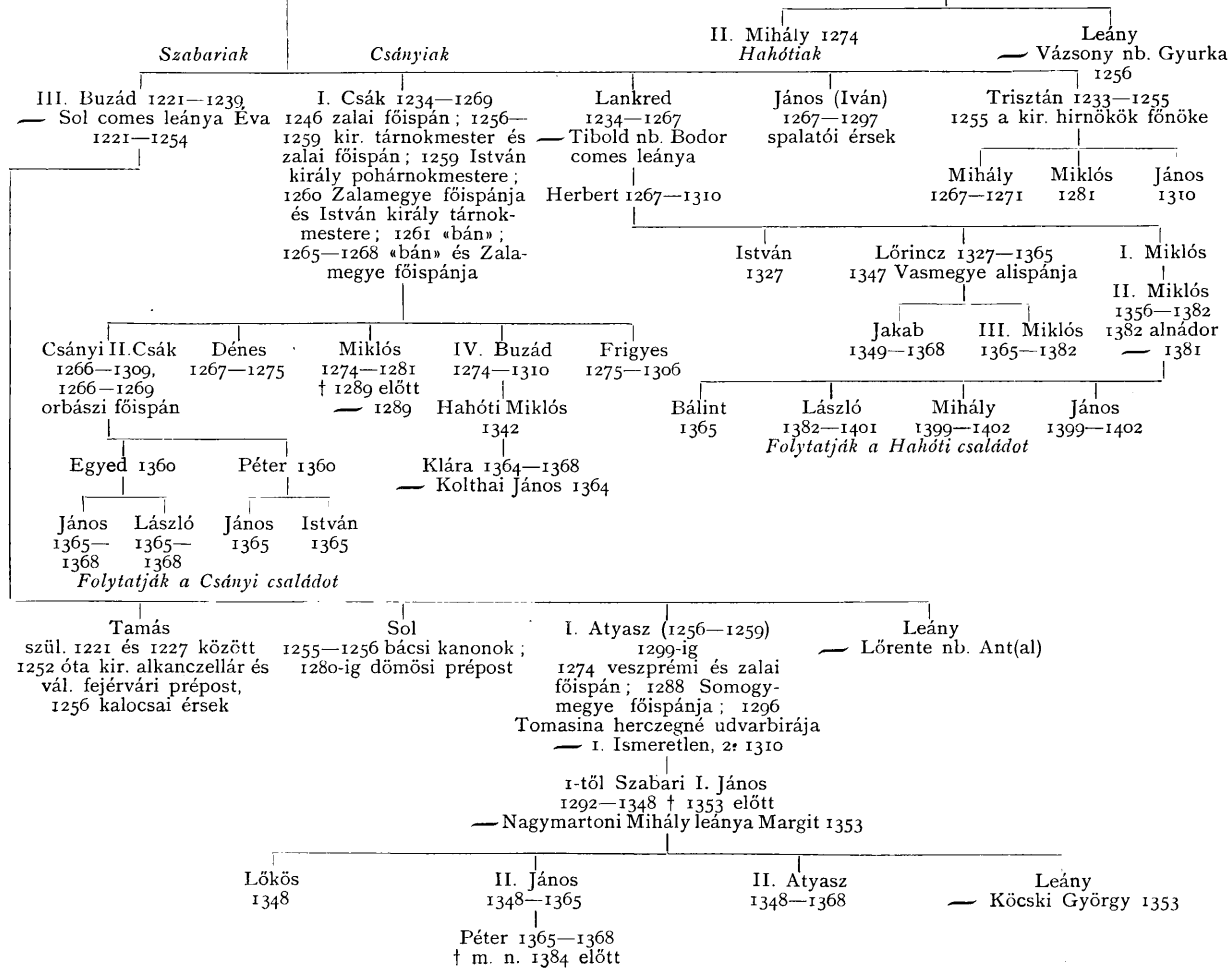 II. Mihály 1274
Leány
Szabariak
Csányiak
Hahótiak
Vázsony nb. Gyurka
1256
III. Buzád 1221—1239,
Sol comes leánya Éva
1221—1254
I. Csák 1234—1269
1246 zalai főispán; 1256—
1259 kir. tárnokmester és
zalai főispán; 1259 István
király pohárnokmestere;
1260 Zalamegye főispánja
és István király tárnok-
mestere; 1261 «bán»;
1265—1268 «bán» és Zala-
megye főispánja
Lankred
1234—1267
Tibold nb. Bodor
comes leánya
Herbert 1267—1310
János (Iván)
1267—1297
spalatói érsek
Trisztán 1233—1255
1255 a kir. hirnökök főnöke
Mihály
1267—1271
Miklós
1281
János
1310
István
1327
Lőrincz 1327—1365
1347 Vasmegye alispánja
I. Miklós
II. Miklós
1356—1382
1382 alnádor
1381
Jakab
1349—1368
III. Miklós
1365—1382
Csányi II. Csák
1266—1309,
1266—1269
orbászi főispán
Dénes
1267—1275
Miklós
1274—1281
† 1289 előtt
1289
IV. Buzád
1274—1310
Frigyes
1275—1306
Hahóti Miklós
1342
Klára 1364—1368
Kolthai János 1364
Bálint
1365
László
1382—1401
Mihály
1399—1402
János
1399—1402
Folytatják a Hahóti családot
Egyed 1360
Péter 1360
János
1365—
1368
László
1365—
1368
János
1365
István
1365
Folytatják a Csányi családot
Tamás
szül. 1221 és 1227 között
1252 óta kir. alkanczellár és
vál. fejérvári prépost,
1256 kalocsai érsek
Sol
1255—1256 bácsi kanonok;
1280-ig dömösi prépost
I. Atyasz (1256—1259)
1299-ig
1274 veszprémi és zalai
főispán; 1288 Somogy-
megye főispánja; 1296
Tomasina herczegné udvarbirája
1. Ismeretlen, 2: 1310
Leány
Lőrente nb. Ant(al)
1-től Szabari I. János
1292—1348 † 1353 előtt
Nagymartoni Mihály leánya Margit 1353
Lőkös
1348
II. János
1348—1365
II. Atyasz
1348—1368
Leány
Köcski György 1353
Péter 1365—1368
† m. n. 1384 előtt